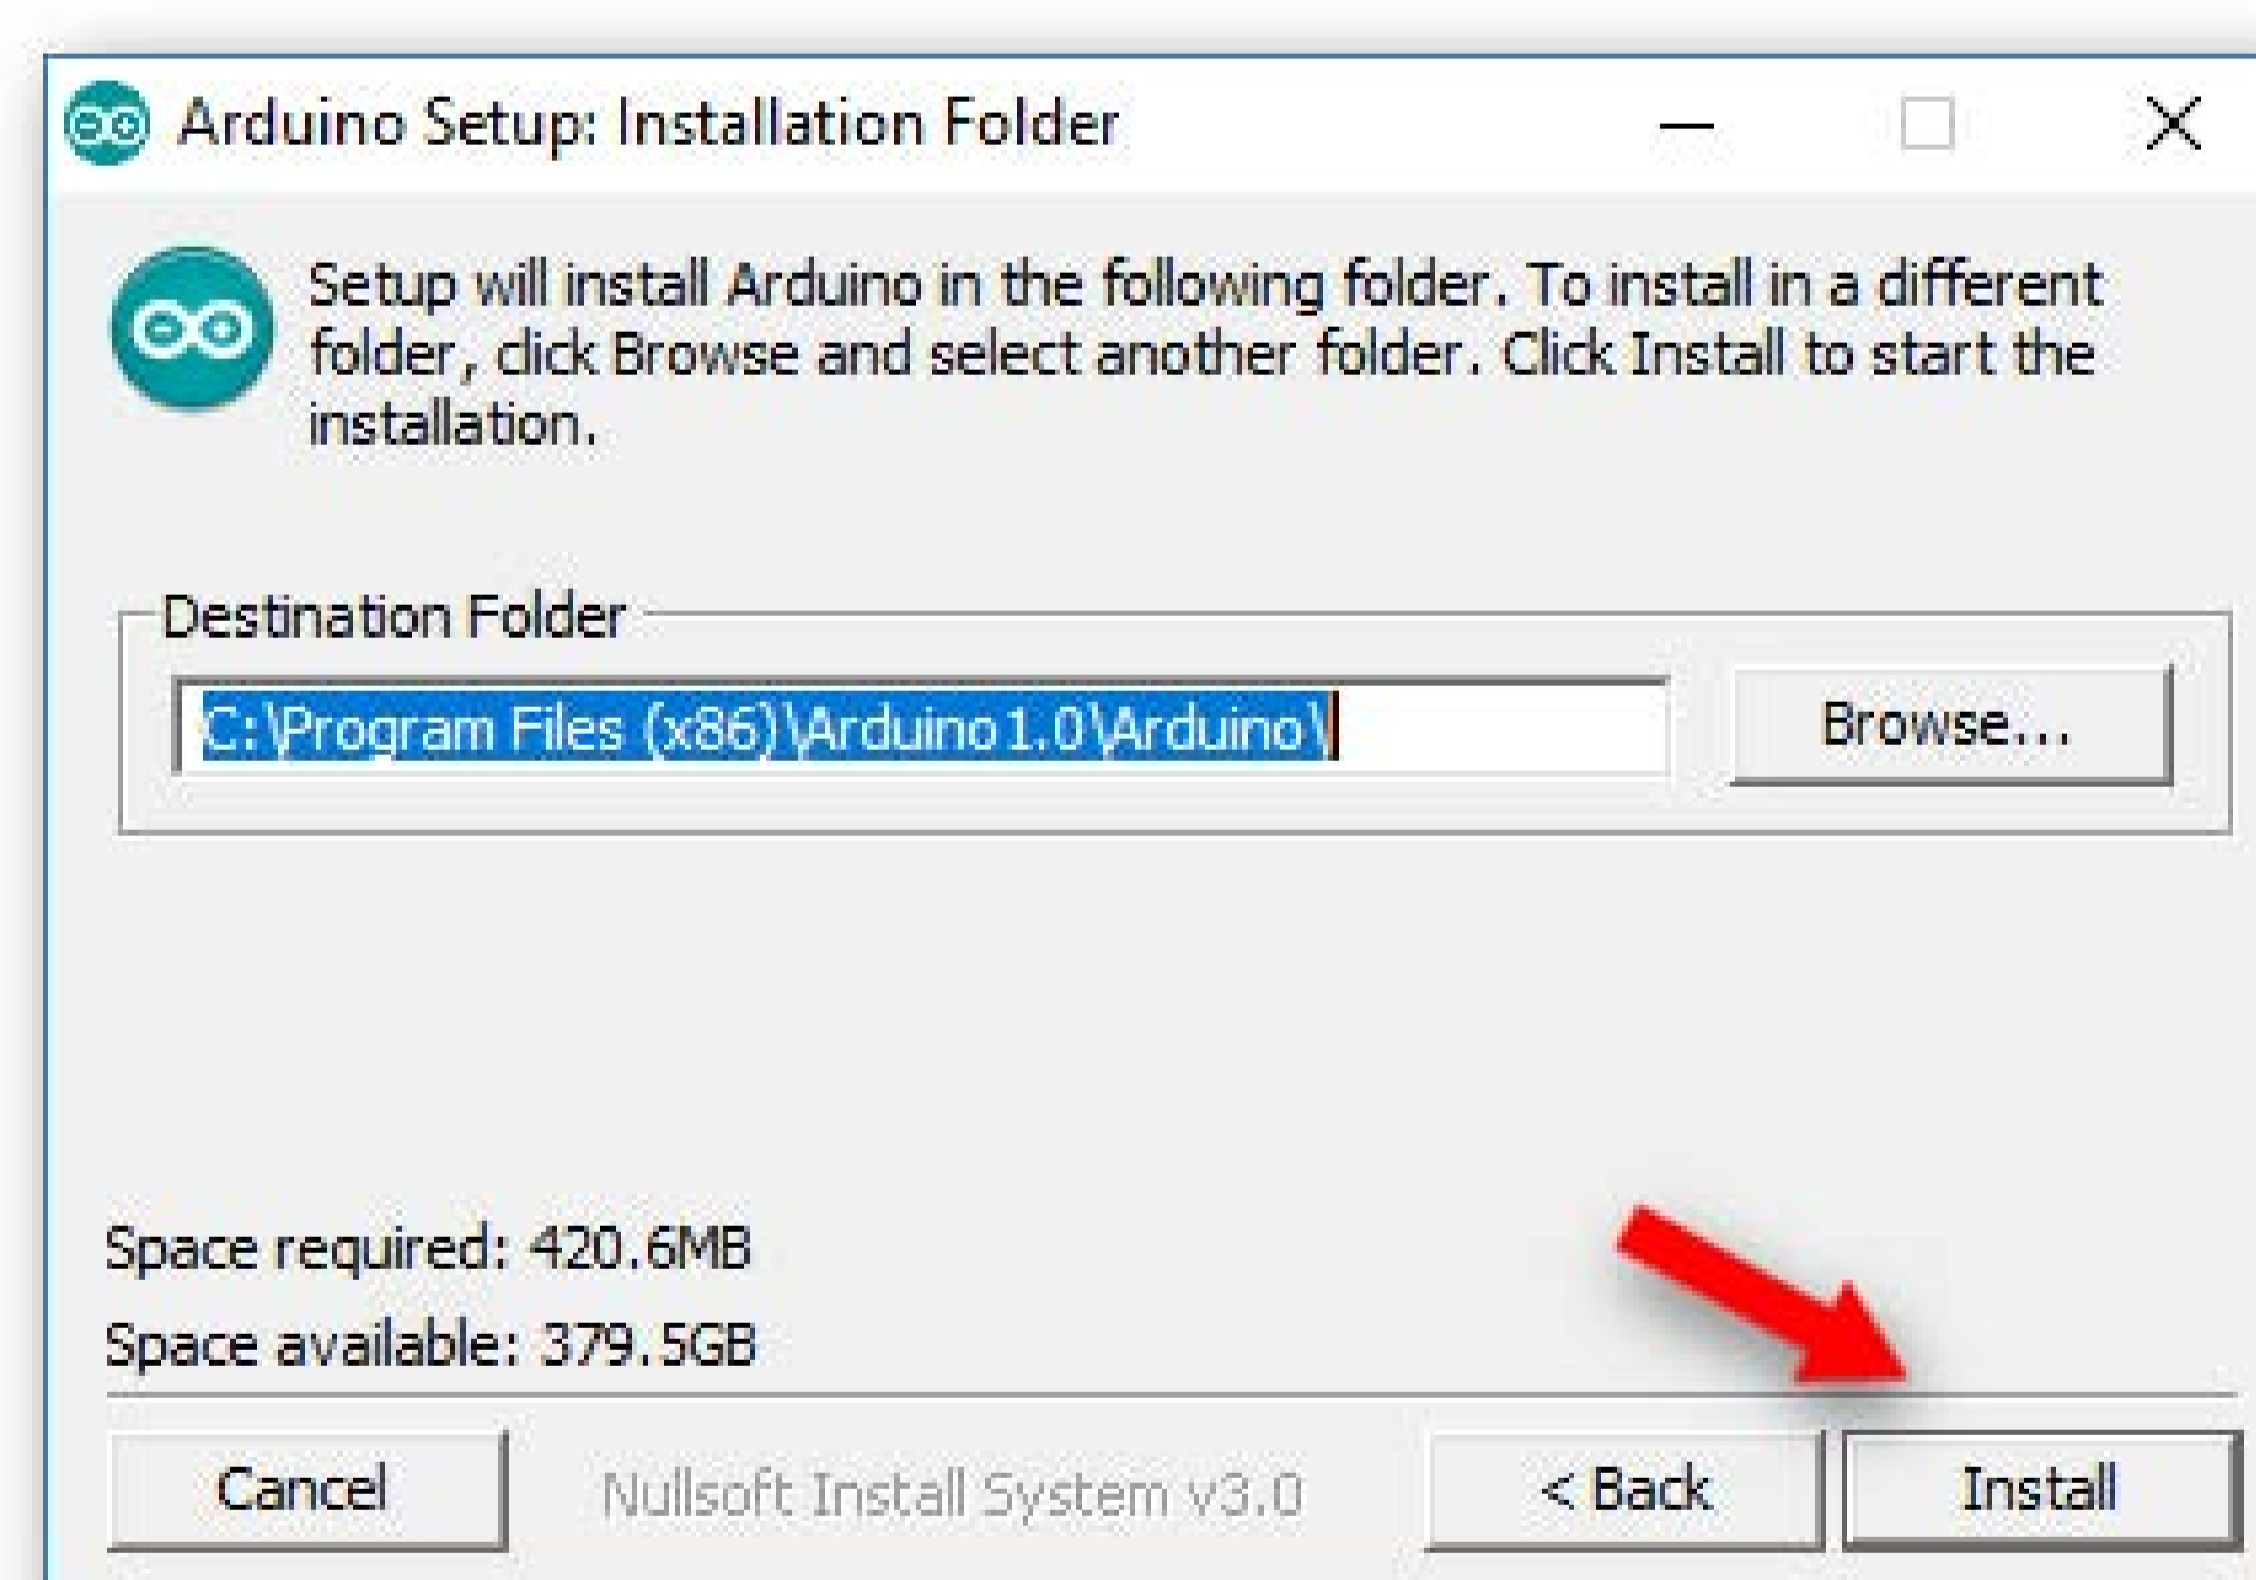 Arduino Setup: Installation Folder
Setup will install Arduino in the following folder. To install in a different
folder, click Browse and select another folder. Click Install to start the
installation.
Destination Folder
C:\Program Files (x86)\Arduino1.0\Arduino\
Browse...
Space required: 420.6MB
Space available: 379.5GB
Cancel
Nullsoft Install System v3.0
< Back
Install